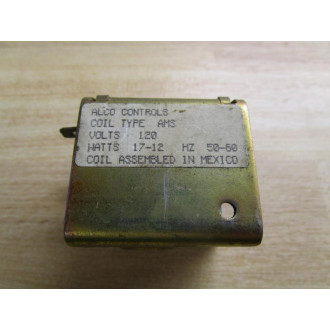 ALCO CONTROLS
COIL TYPE AMS
VOLTS 120
WATTS 17-12 HZ 50-60
COIL ASSEMBLED IN MEXICO